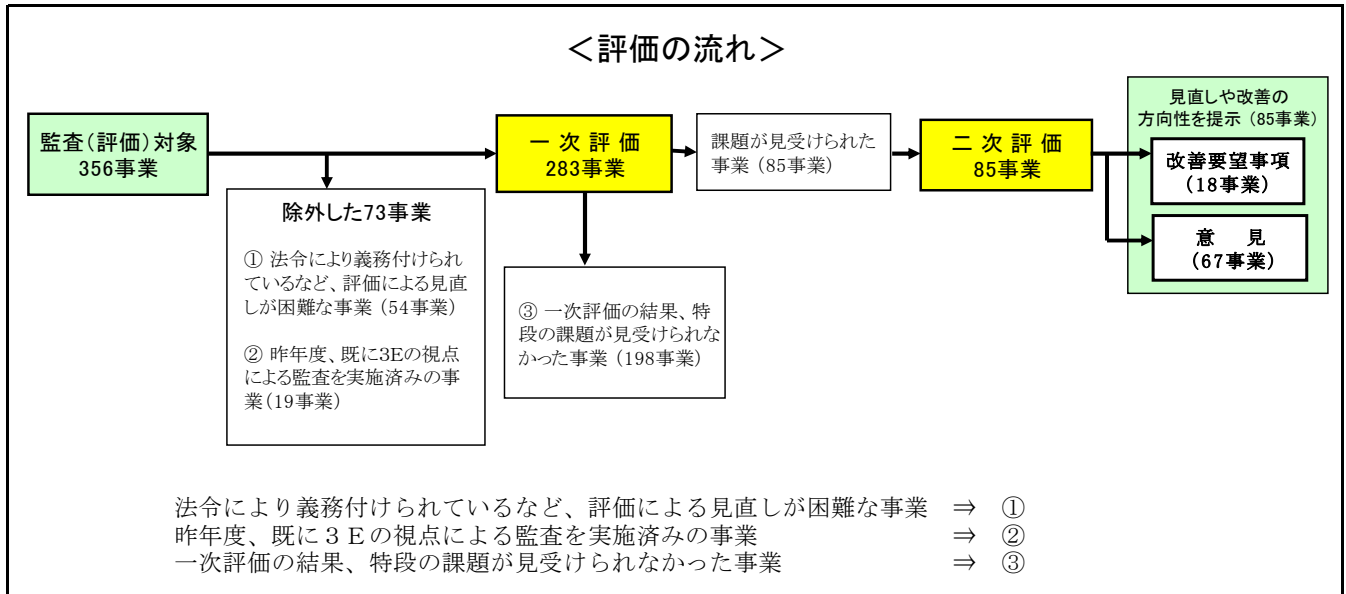 ＜評価の流れ＞
監査(評価)対象
356事業
一 次 評 価
283事業
課題が見受けられた
事業 (85事業)
二 次 評 価
85事業
見直しや改善の
方向性を提示 (85事業)
改善要望事項
(18事業)
意　見
(67事業)
除外した73事業
① 法令により義務付けられ
ているなど、評価による見直
しが困難な事業 (54事業)
② 昨年度、既に3Eの視点
による監査を実施済みの事
業(19事業)
③ 一次評価の結果、特
段の課題が見受けられな
かった事業 (198事業)
法令により義務付けられているなど、評価による見直しが困難な事業 ⇒ ①
昨年度、既に３Ｅの視点による監査を実施済みの事業 ⇒ ②
一次評価の結果、特段の課題が見受けられなかった事業 ⇒ ③